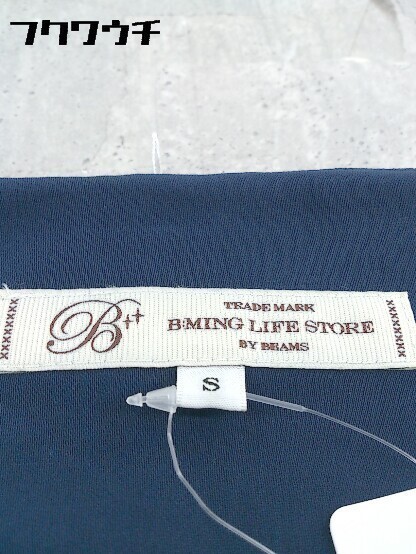 フクワウチ
B++
TRADE MARK
B:MING LIFE STORE
BY BEAMS
S